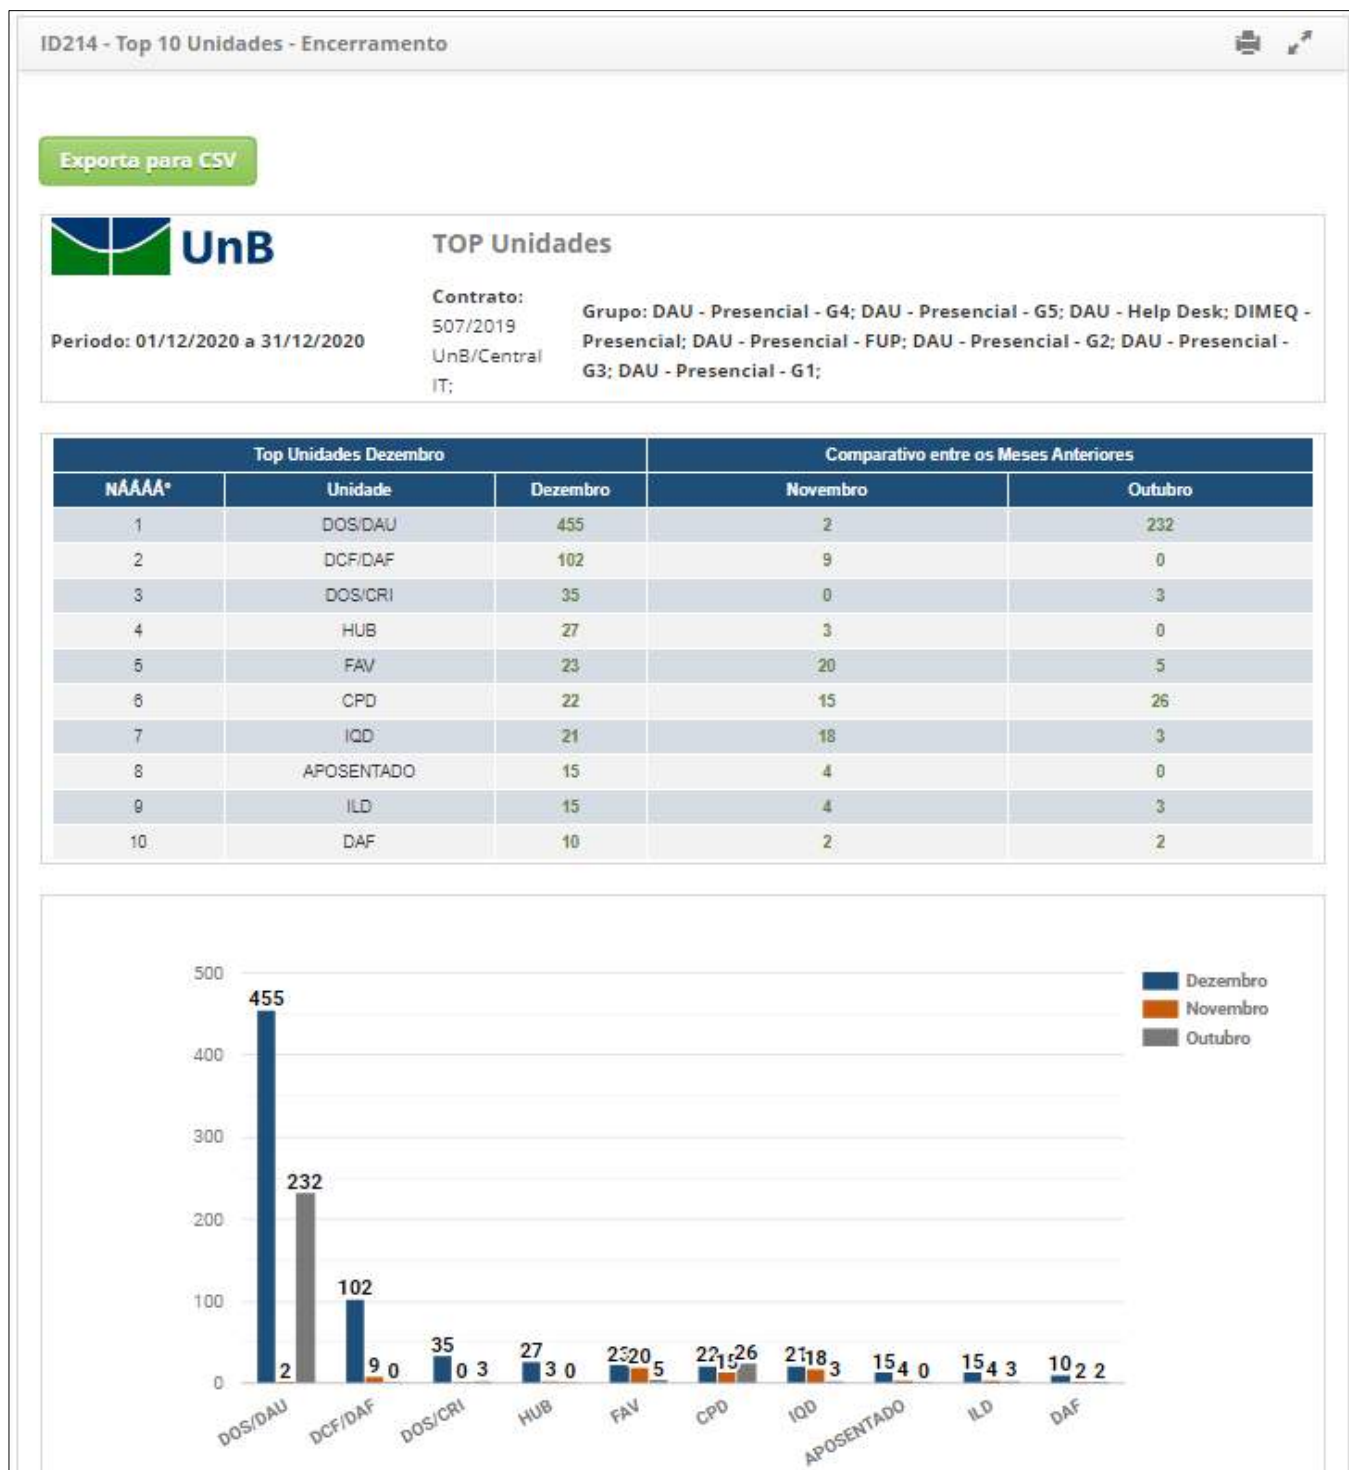 ID214 - Top 10 Unidades - Encerramento
Exporta para CSV
UnB
TOP Unidades
Periodo: 01/12/2020 a 31/12/2020
Contrato:
507/2019
UnB/Central
IT;
Grupo: DAU - Presencial - G4; DAU - Presencial - G5; DAU - Help Desk; DIMEQ -
Presencial; DAU - Presencial - FUP; DAU - Presencial - G2; DAU - Presencial -
G3; DAU - Presencial - G1;
Top Unidades Dezembro Comparativo entre os Meses Anteriores
NÁÁÁÂº Unidade Dezembro Novembro Outubro
1 DOS/DAU 455 2 232
2 DCF/DAF 102 9 0
3 DOS/CRI 35 0 3
4 HUB 27 3 0
5 FAV 23 20 5
6 CPD 22 15 26
7 IQD 21 18 3
8 APOSENTADO 15 4 0
9 ILD 15 4 3
10 DAF 10 2 2
Dezembro
Novembro
Outubro
500
400
300
200
100
0
455 2 232
102 9 0
35 0 3
27 3 0
23 20 5
22 15 26
21 18 3
15 4 0
15 4 3
10 2 2
DOS/DAU DCF/DAF DOS/CRI HUB FAV CPD IQD APOSENTADO ILD DAF